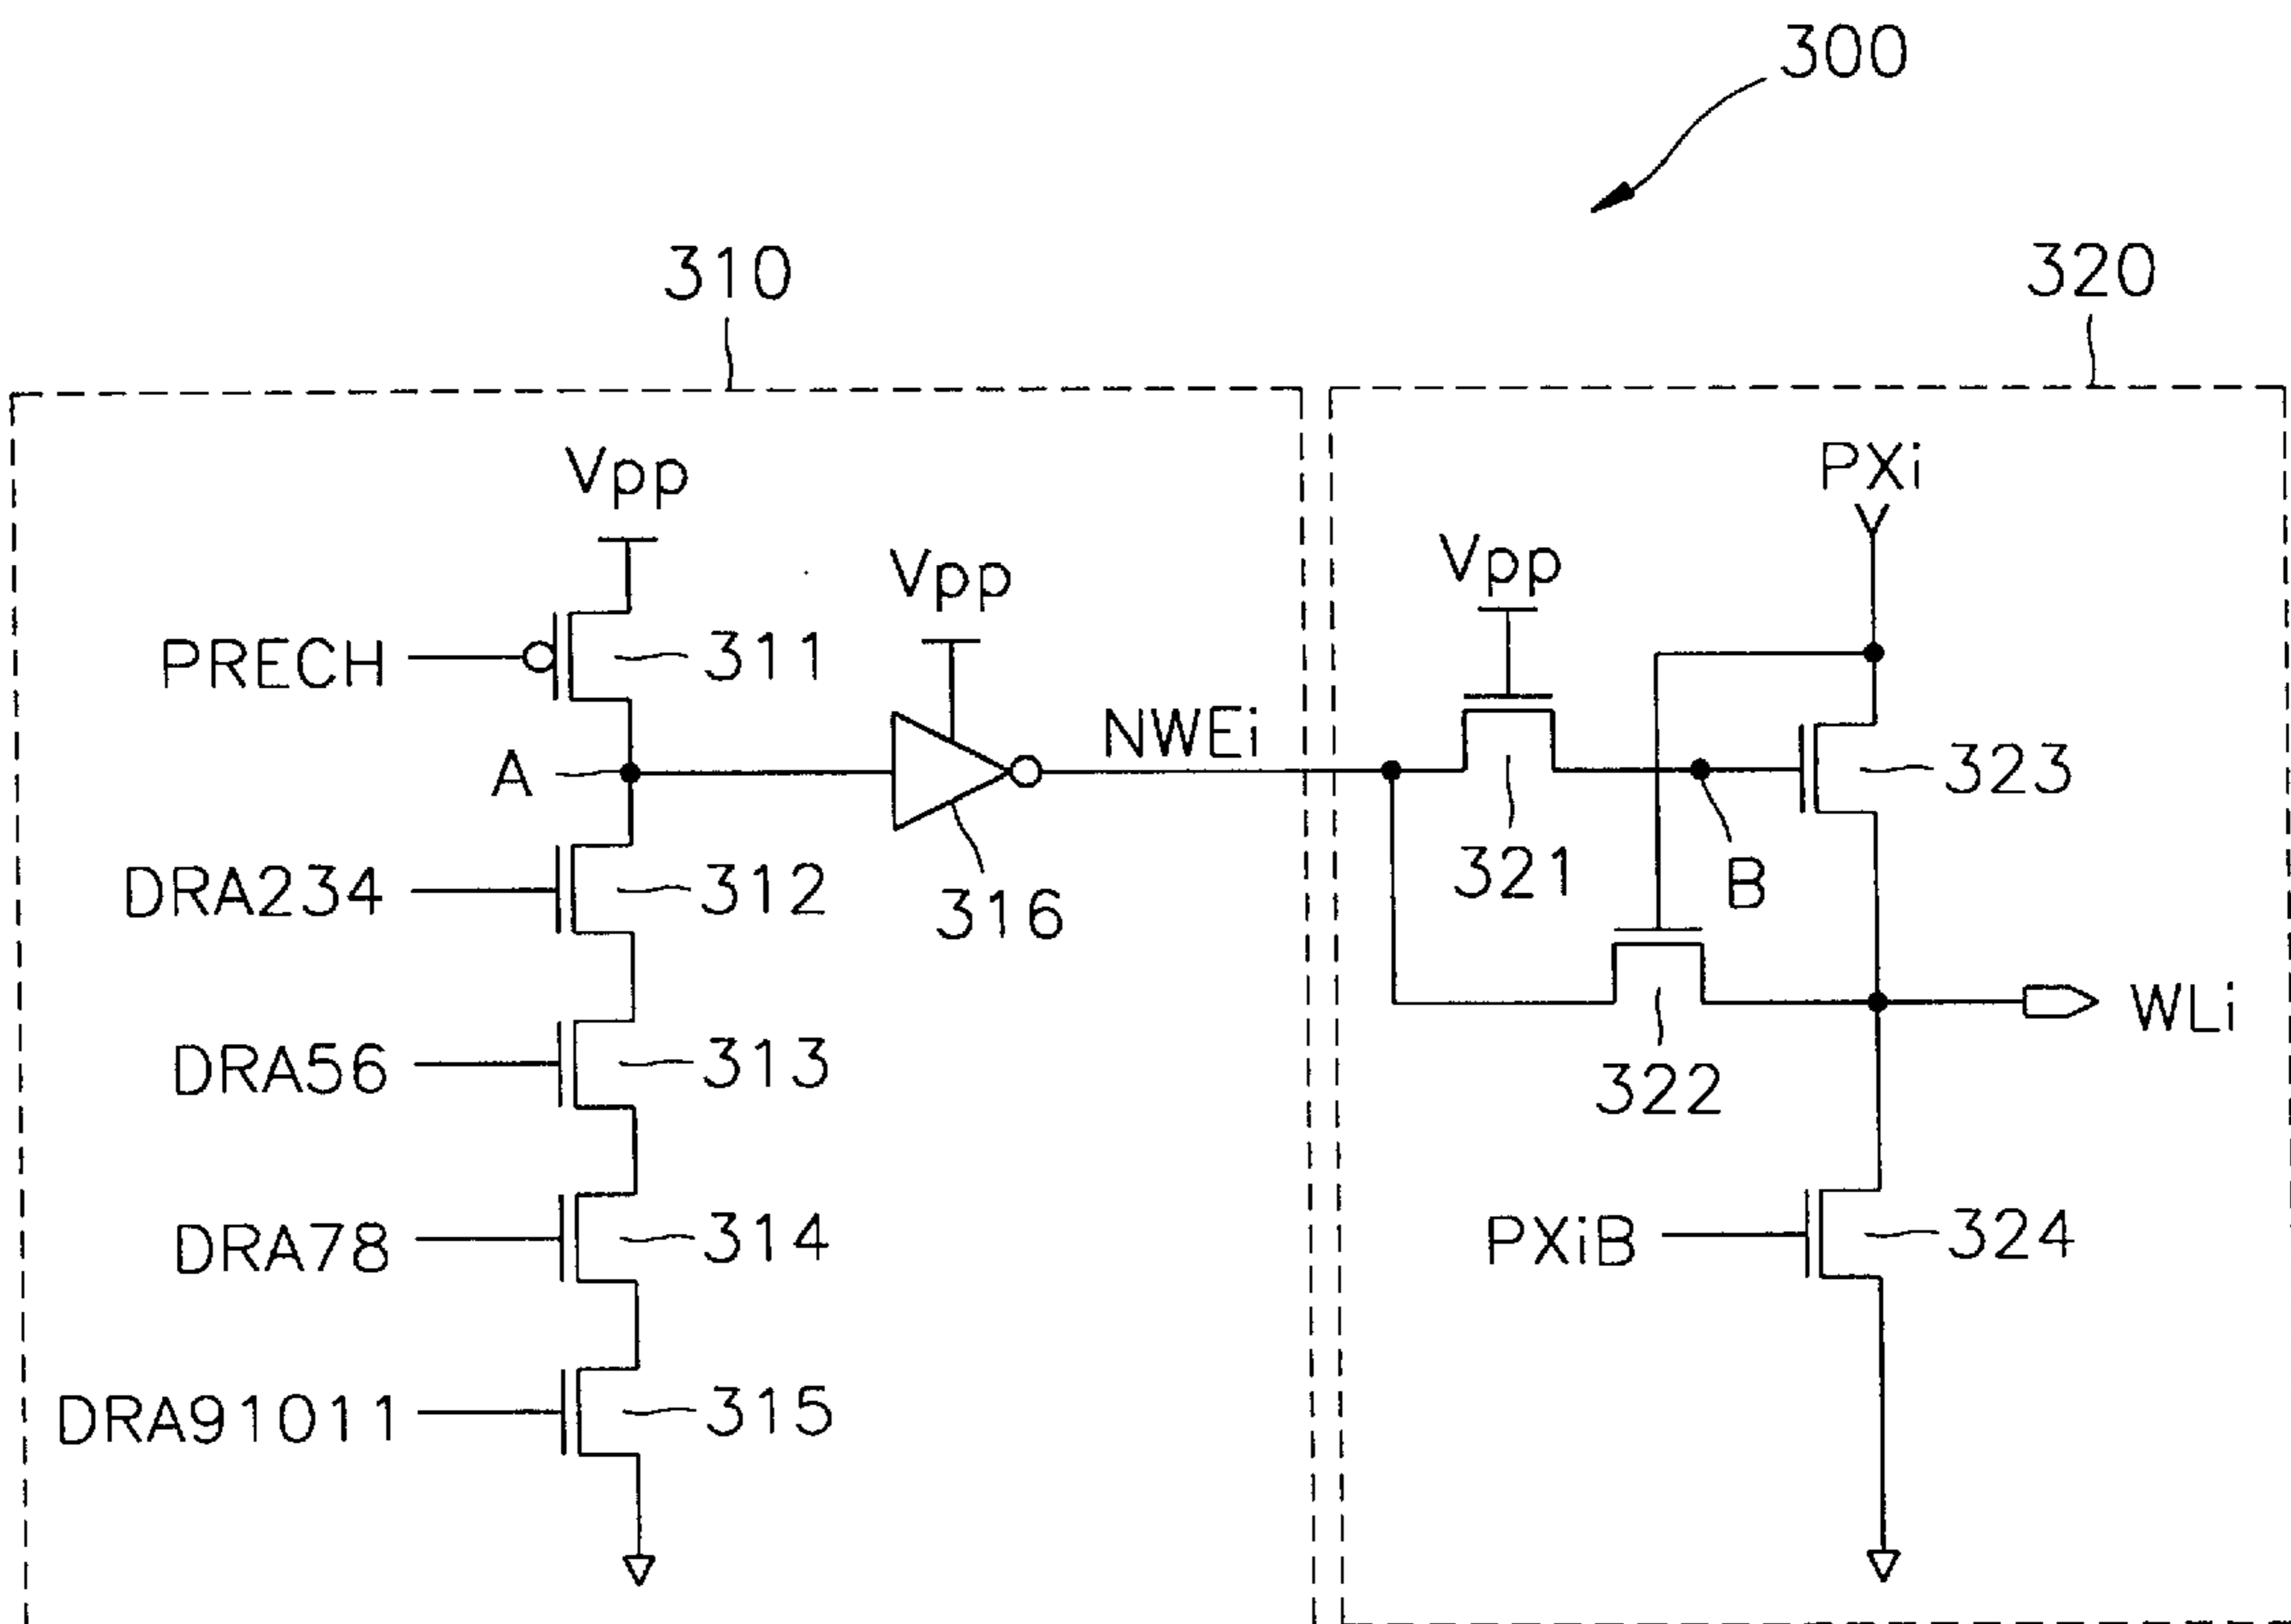 300
310
320
Vpp
PXi
Vpp
Vpp
PRECH
311
NWEi
A
323
321
B
DRA234
312
316
WLi
DRA56
313
322
DRA78
314
PXiB
324
DRA91011
315